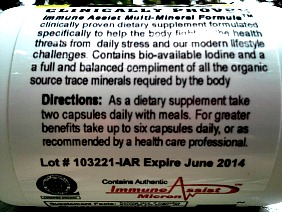 CLINICALLY PROVEN
Immune Assist Multi-Mineral Formula™
clinically proven dietary supplement formulated
specifically to help the body fight the health
threats from daily stress and our modern lifestyle
challenges. Contains bio-available Iodine and a
a full and balanced compliment of all the organic
source trace minerals required by the body
Directions: As a dietary supplement take
two capsules daily with meals. For greater
benefits take up to six capsules daily, or as
recommended by a health care professional.
Lot # 103221-IAR Expire June 2014
Contains Authentic
Immune Assist
Micron
Supplement Facts